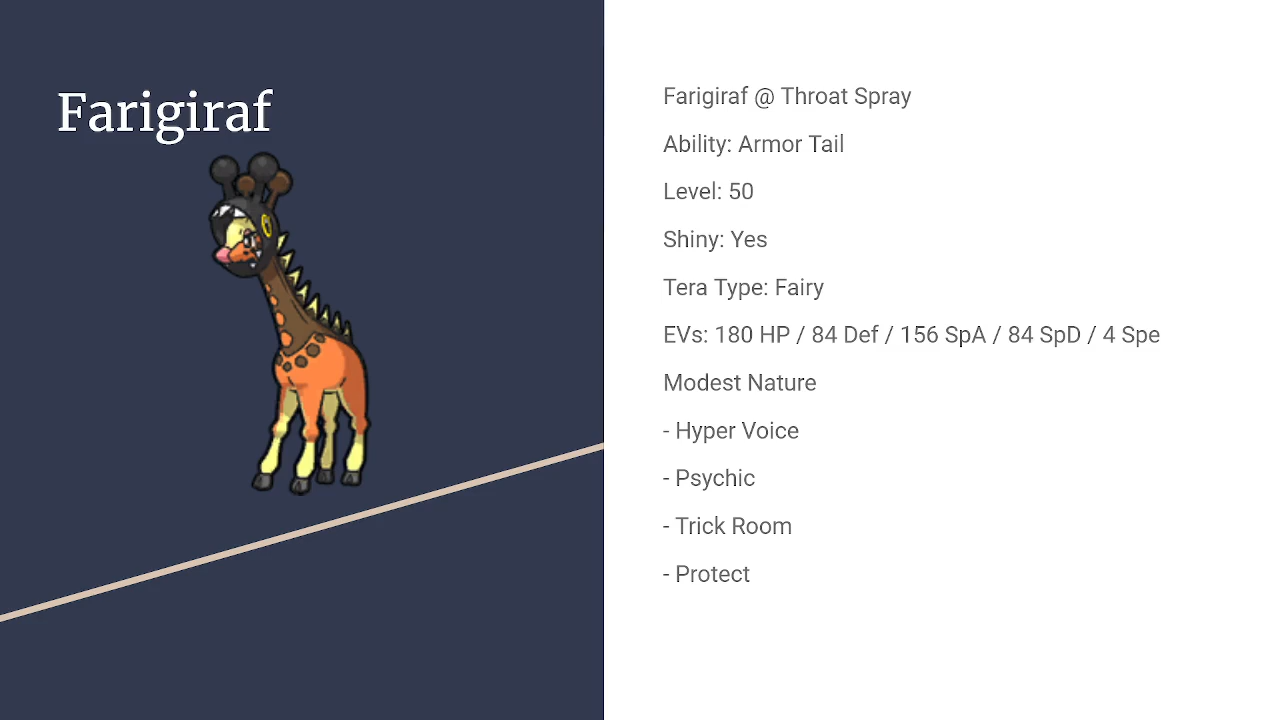 Farigiraf
Farigiraf @ Throat Spray
Ability: Armor Tail
Level: 50
Shiny: Yes
Tera Type: Fairy
EVs: 180 HP / 84 Def / 156 SpA / 84 SpD / 4 Spe
Modest Nature
- Hyper Voice
- Psychic
- Trick Room
- Protect